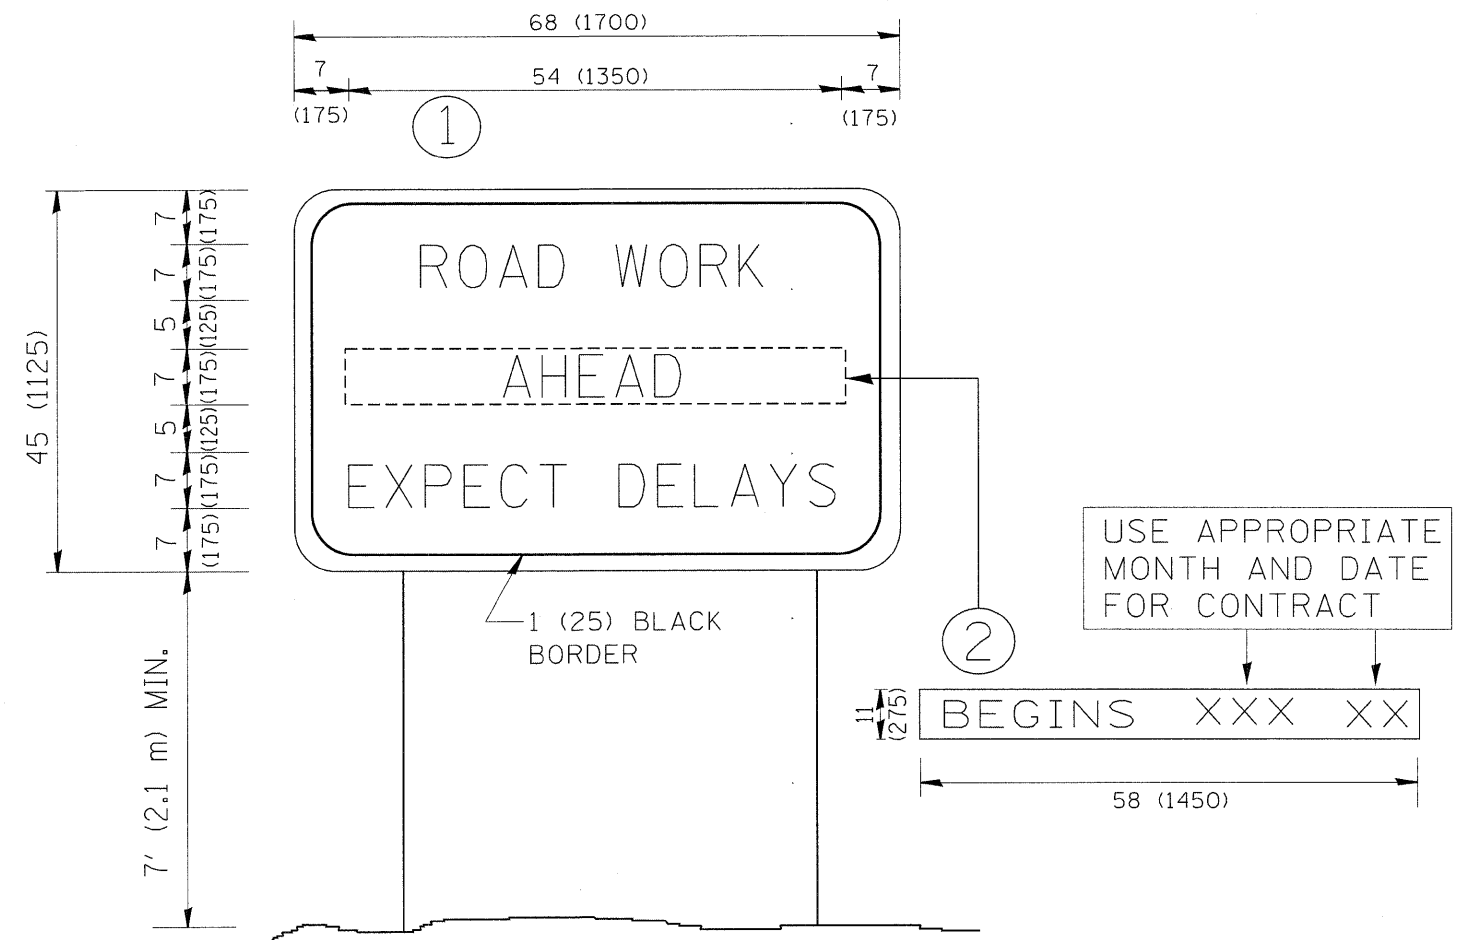 68 (1700)
7
54 (1350)
7
(175)
(175)
1
45 (1125)
7
(175)
7
(175)
5
(125)
7
(175)
5
(125)
7
(175)
7
(175)
ROAD WORK
AHEAD
EXPECT DELAYS
1 (25) BLACK
BORDER
7' (2.1 m) MIN.
2
USE APPROPRIATE
MONTH AND DATE
FOR CONTRACT
11
(275)
BEGINS XXX XX
58 (1450)